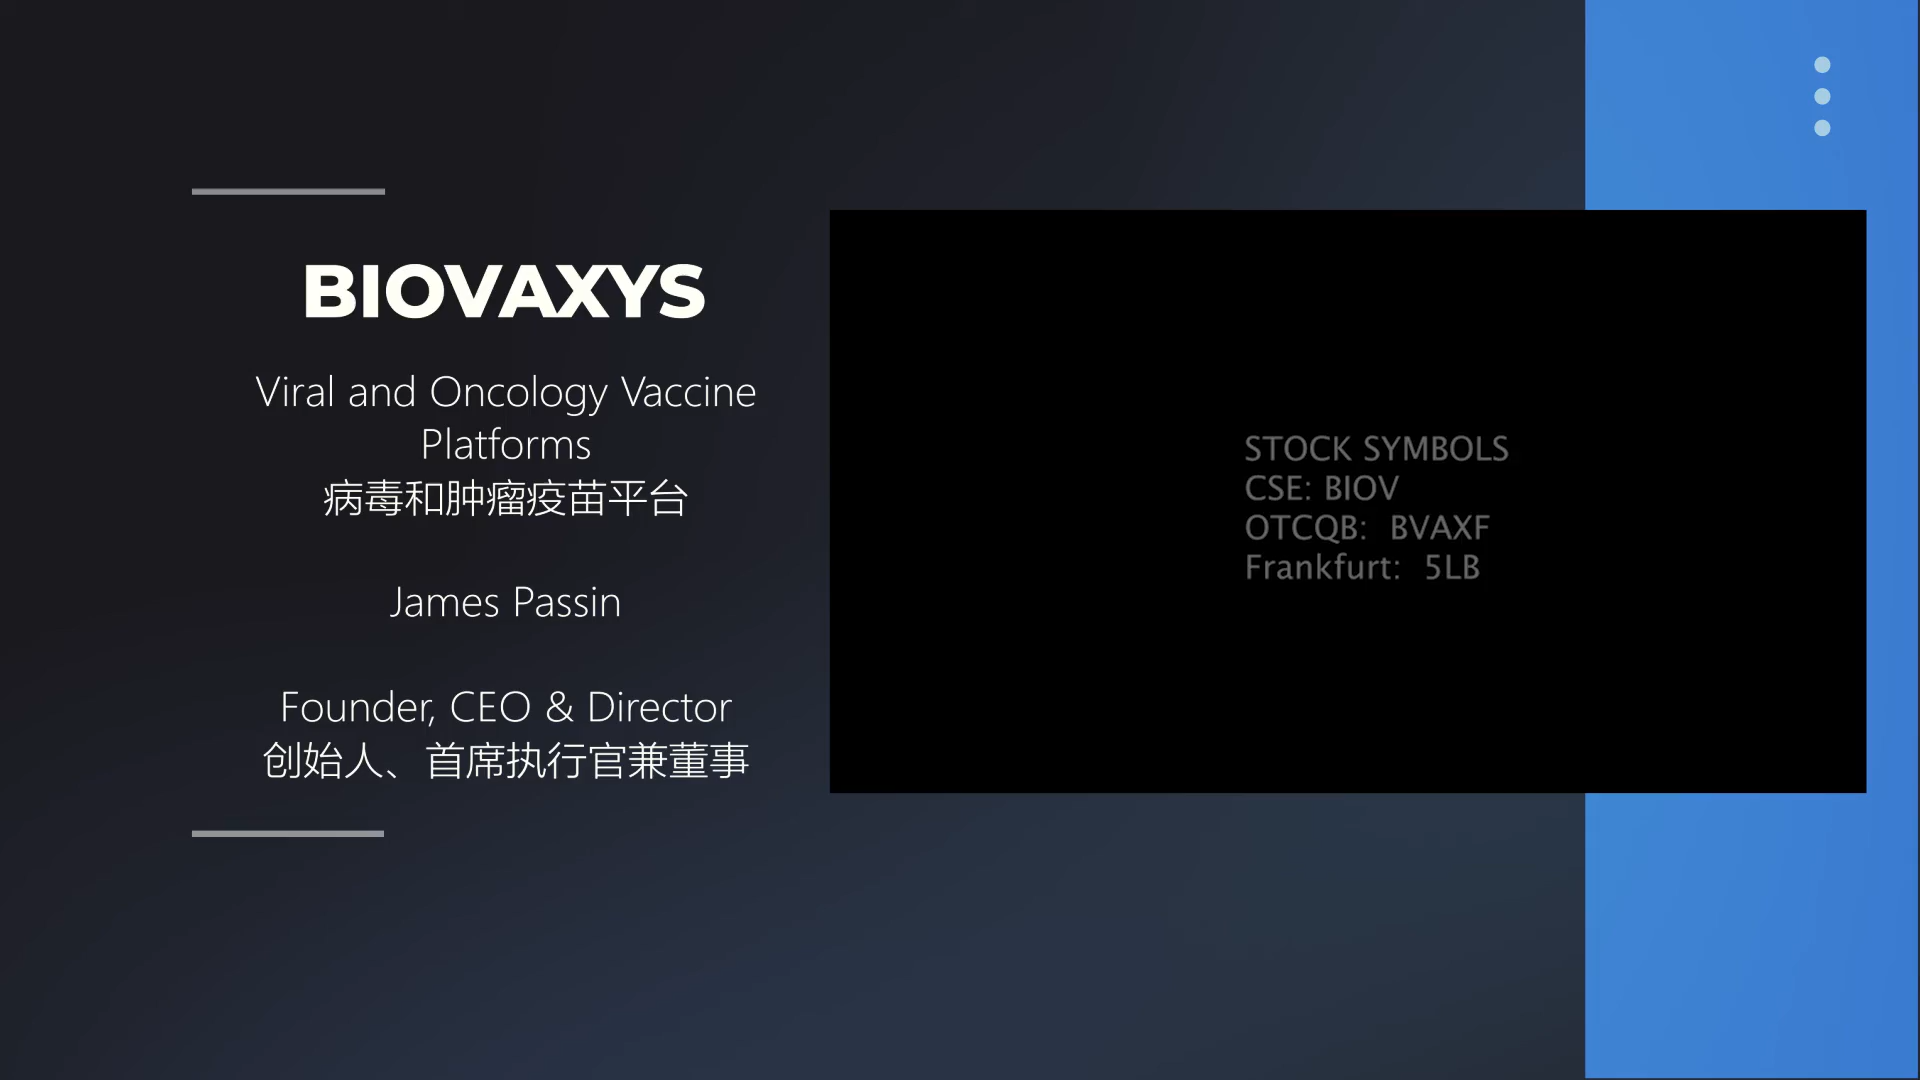 BIOVAXYS
Viral and Oncology Vaccine
Platforms
病毒和肿瘤疫苗平台
James Passin
Founder, CEO & Director
创始人、首席执行官兼董事
STOCK SYMBOLS
CSE: BIOV
OTCQB: BVAXF
Frankfurt: 5LB